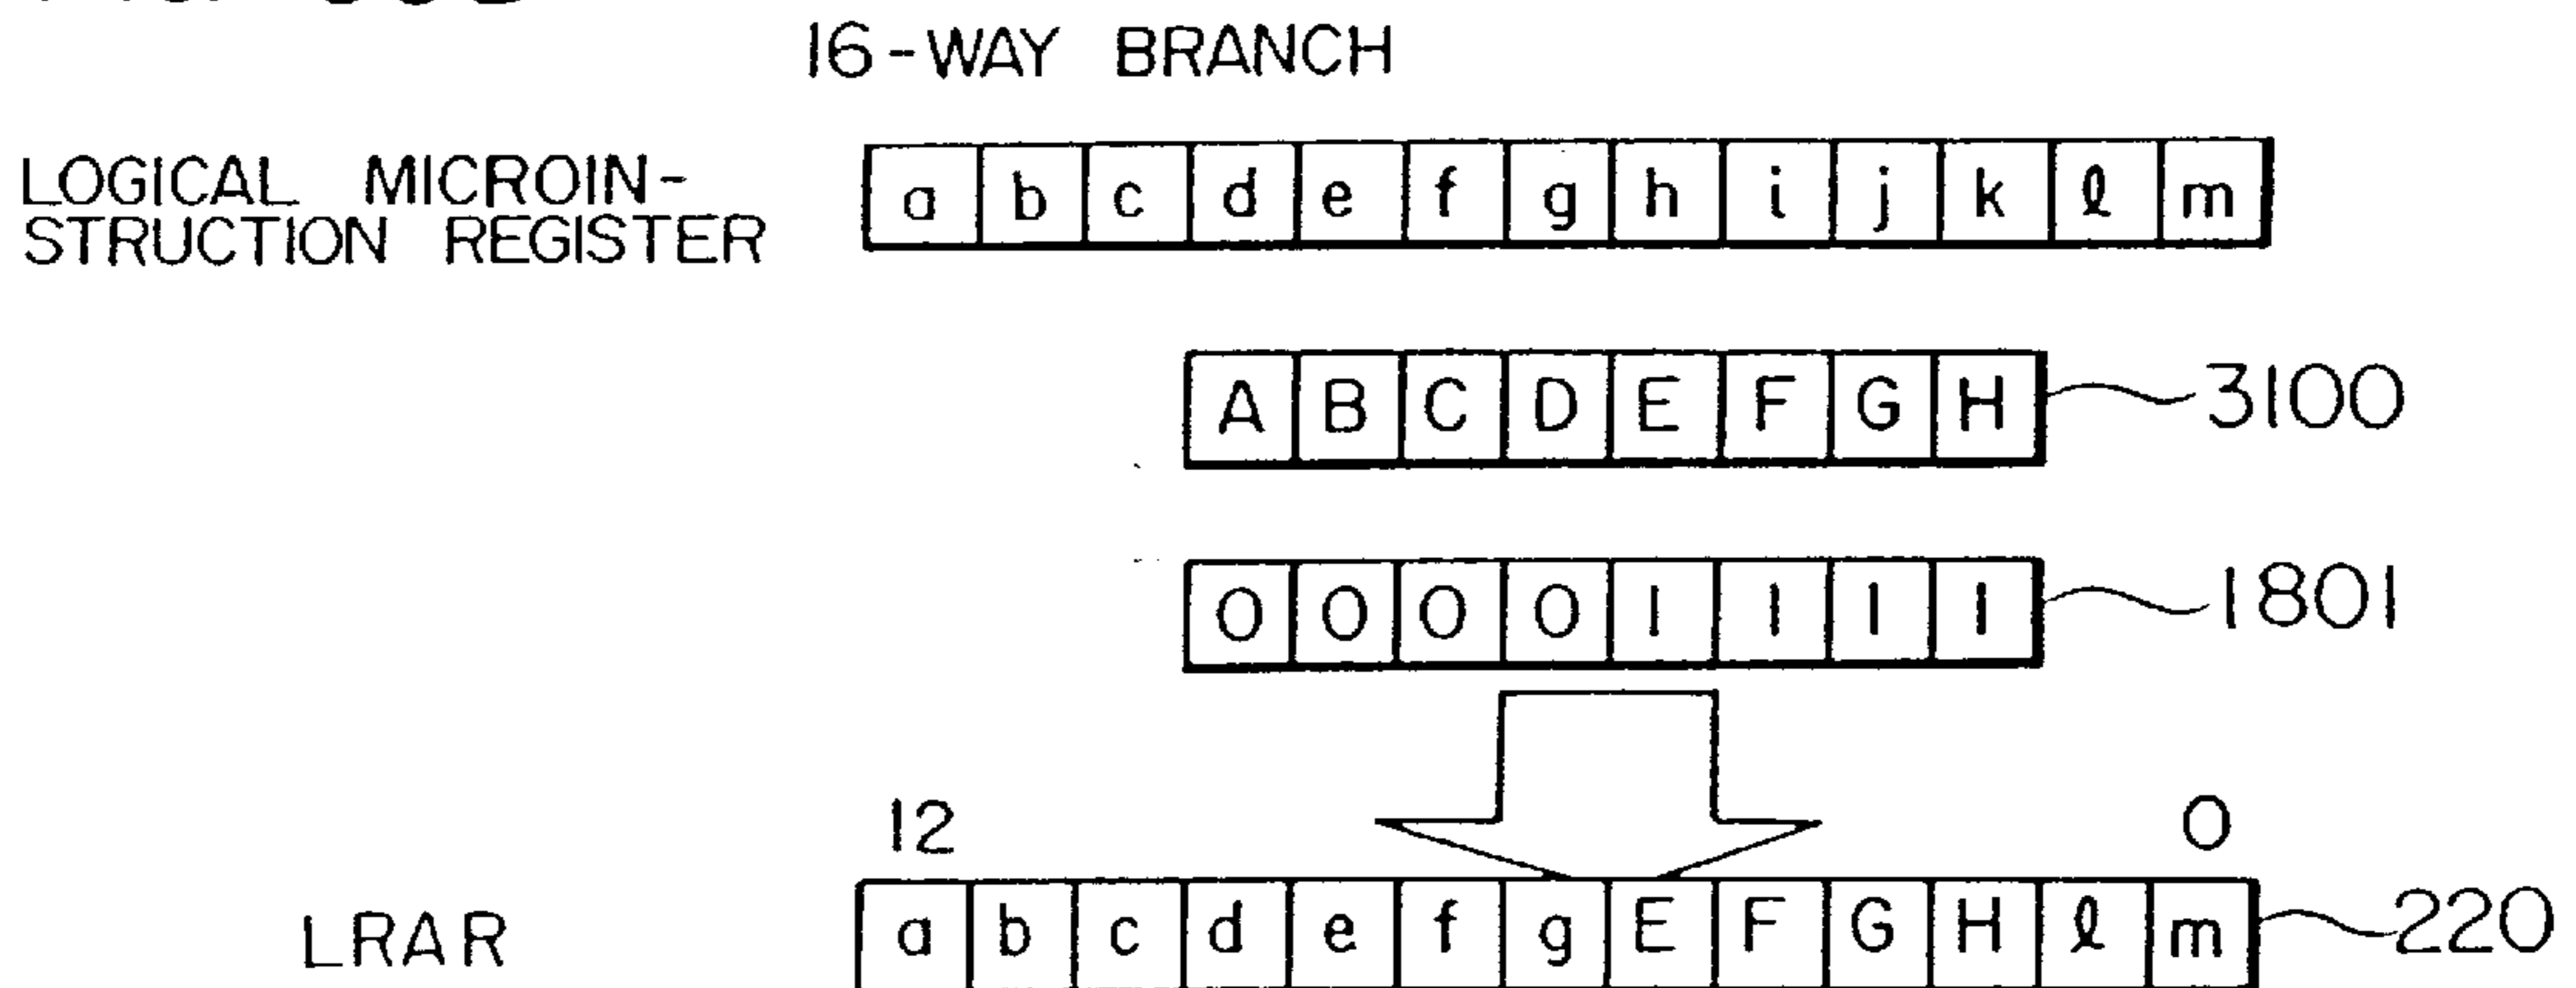 16-WAY BRANCH
LOGICAL MICROIN-
STRUCTION REGISTER
a b c d e f g h i j k ℓ m
A B C D E F G H 3100
0 0 0 0 1 1 1 1 1801
12 0
LRAR a b c d e f g E F G H ℓ m 220